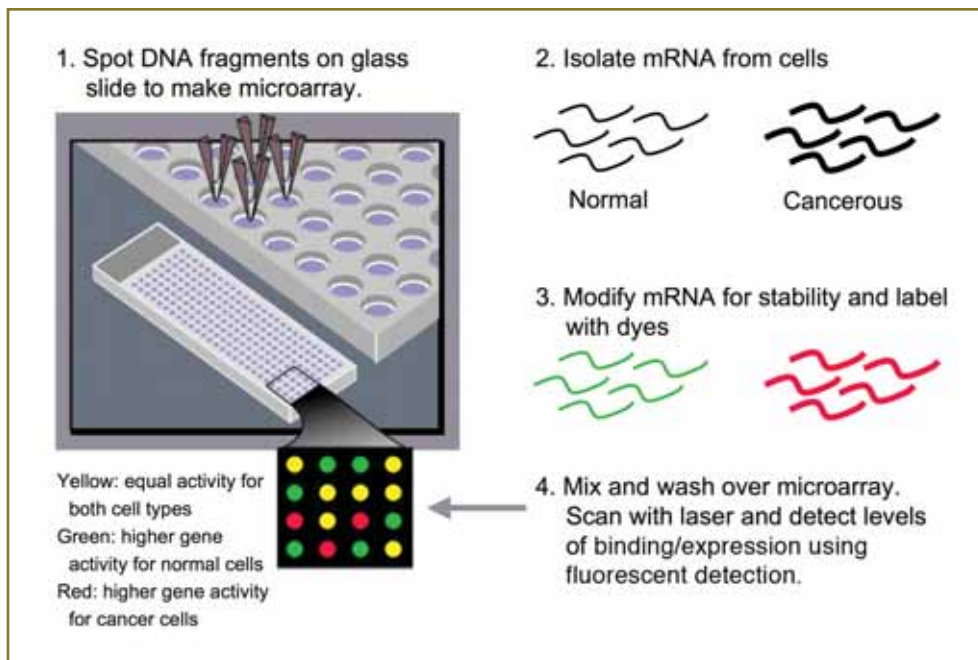 1. Spot DNA fragments on glass
slide to make microarray.
2. Isolate mRNA from cells
Normal
Cancerous
3. Modify mRNA for stability and label
with dyes
4. Mix and wash over microarray.
Scan with laser and detect levels
of binding/expression using
fluorescent detection.
Yellow: equal activity for
both cell types
Green: higher gene
activity for normal cells
Red: higher gene activity
for cancer cells